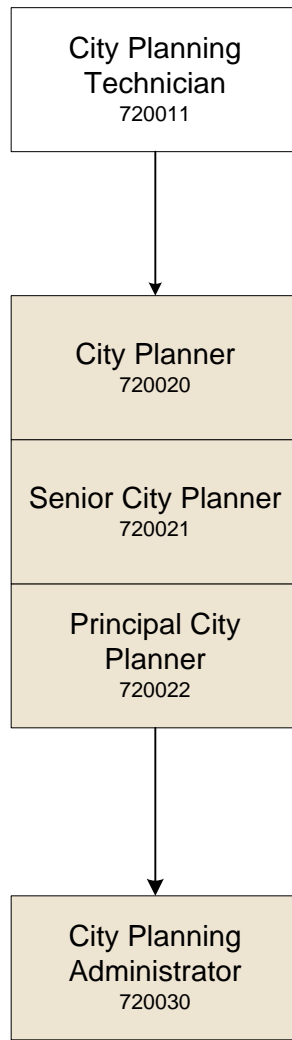 City Planning
Technician
720011
City Planner
720020
Senior City Planner
720021
Principal City
Planner
720022
City Planning
Administrator
720030